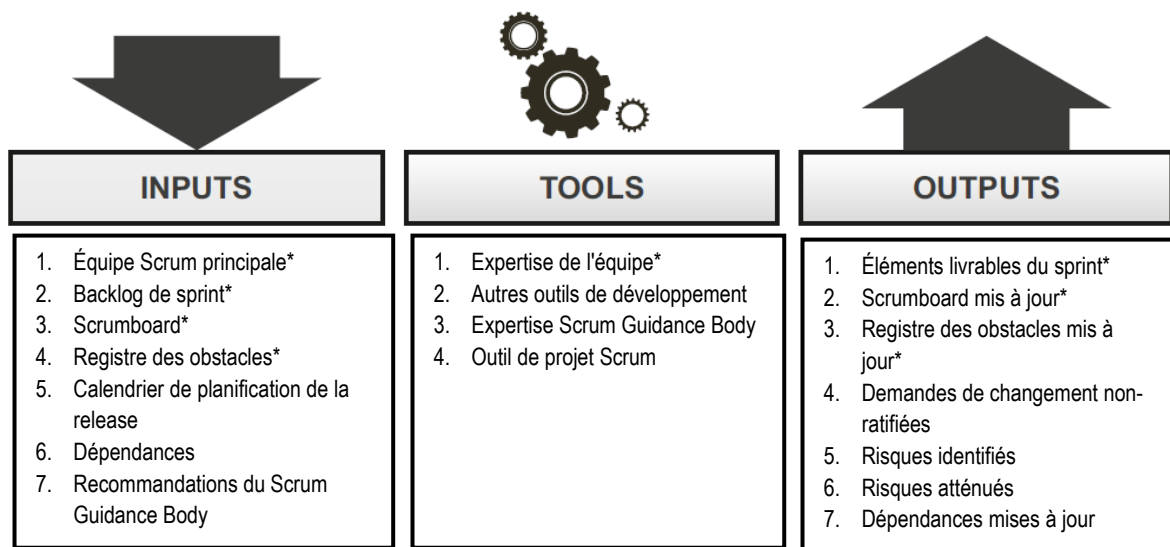 INPUTS
1. Équipe Scrum principale*
2. Backlog de sprint*
3. Scrumboard*
4. Registre des obstacles*
5. Calendrier de planification de la
release
6. Dépendances
7. Recommandations du Scrum
Guidance Body
TOOLS
1. Expertise de l'équipe*
2. Autres outils de développement
3. Expertise Scrum Guidance Body
4. Outil de projet Scrum
OUTPUTS
1. Éléments livrables du sprint*
2. Scrumboard mis à jour*
3. Registre des obstacles mis à
jour*
4. Demandes de changement non-
ratifiées
5. Risques identifiés
6. Risques atténués
7. Dépendances mises à jour